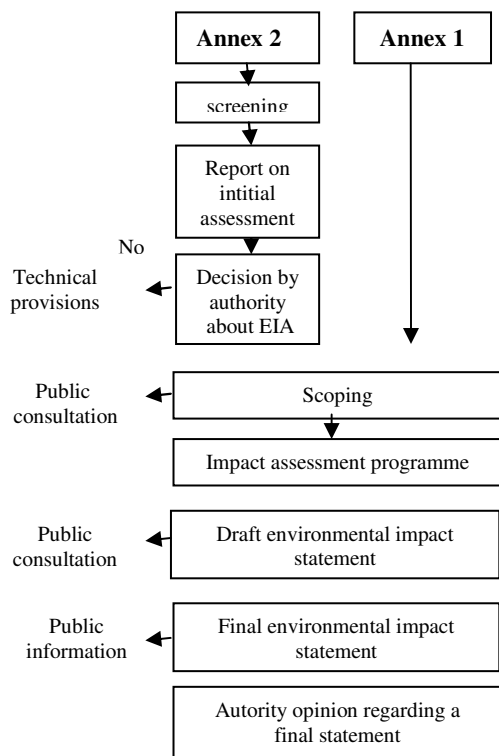 Annex 2
Annex 1
screening
Report on
intitial
assessment
No
Technical
provisions
Decision by
authority
about EIA
Public
consultation
Scoping
Impact assessment programme
Public
consultation
Draft environmental impact
statement
Public
information
Final environmental impact
statement
Autority opinion regarding a
final statement